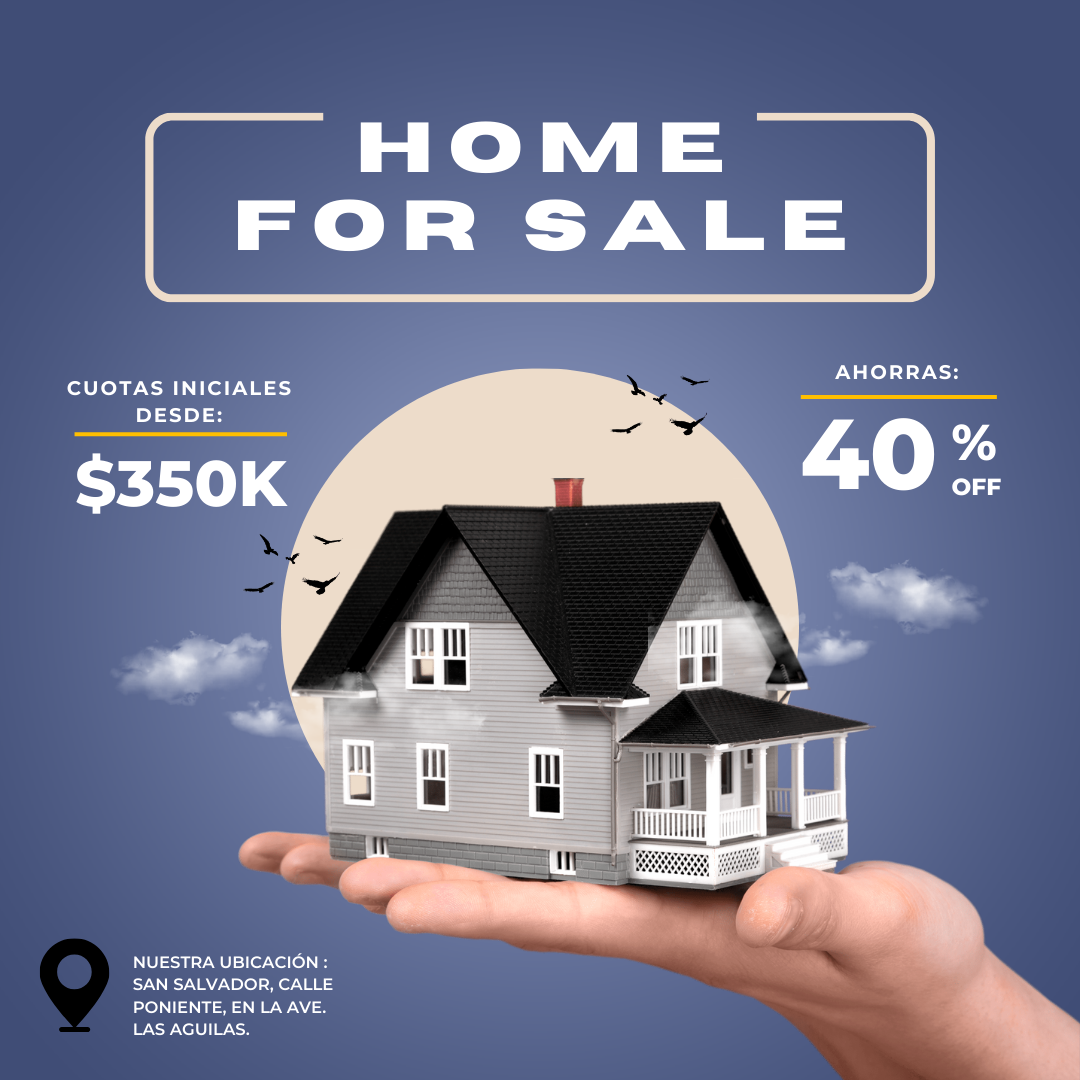 HOME
FOR SALE
CUOTAS INICIALES
DESDE:
$350K
AHORRAS:
40%
OFF
NUESTRA UBICACIÓN :
SAN SALVADOR, CALLE
PONIENTE, EN LA AVE.
LAS AGUILAS.